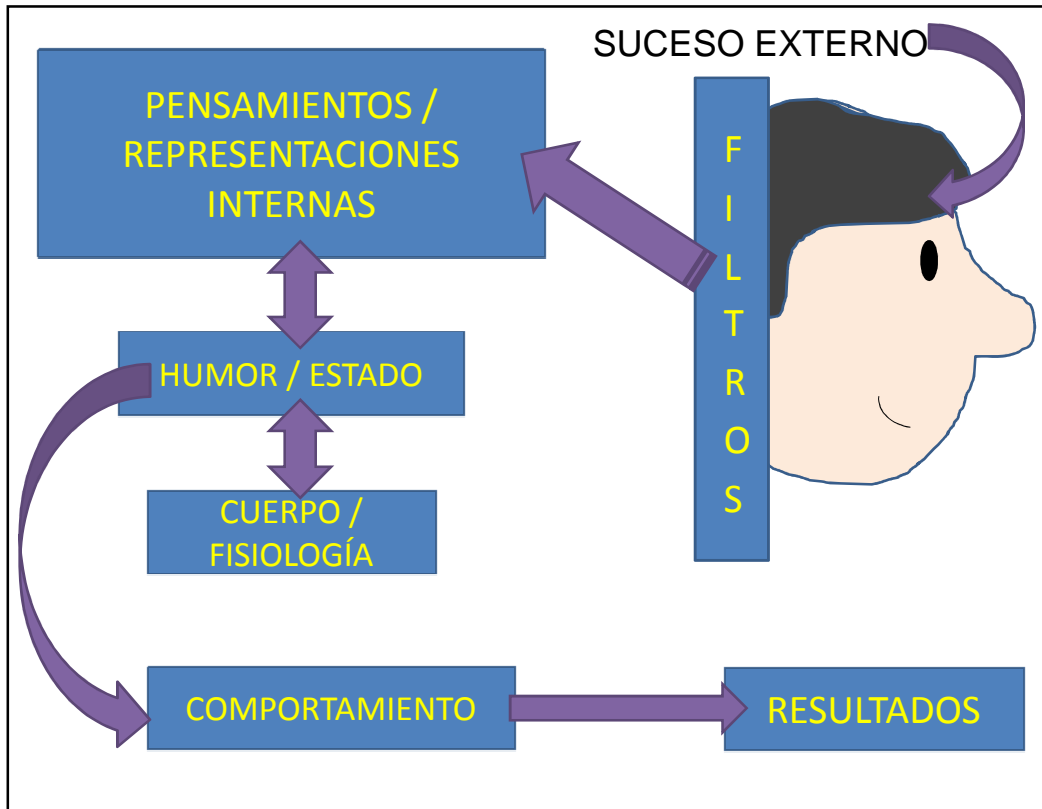 SUCESO EXTERNO
PENSAMIENTOS /
REPRESENTACIONES
INTERNAS
F
I
L
T
R
O
S
HUMOR / ESTADO
CUERPO /
FISIOLOGÍA
COMPORTAMIENTO
RESULTADOS